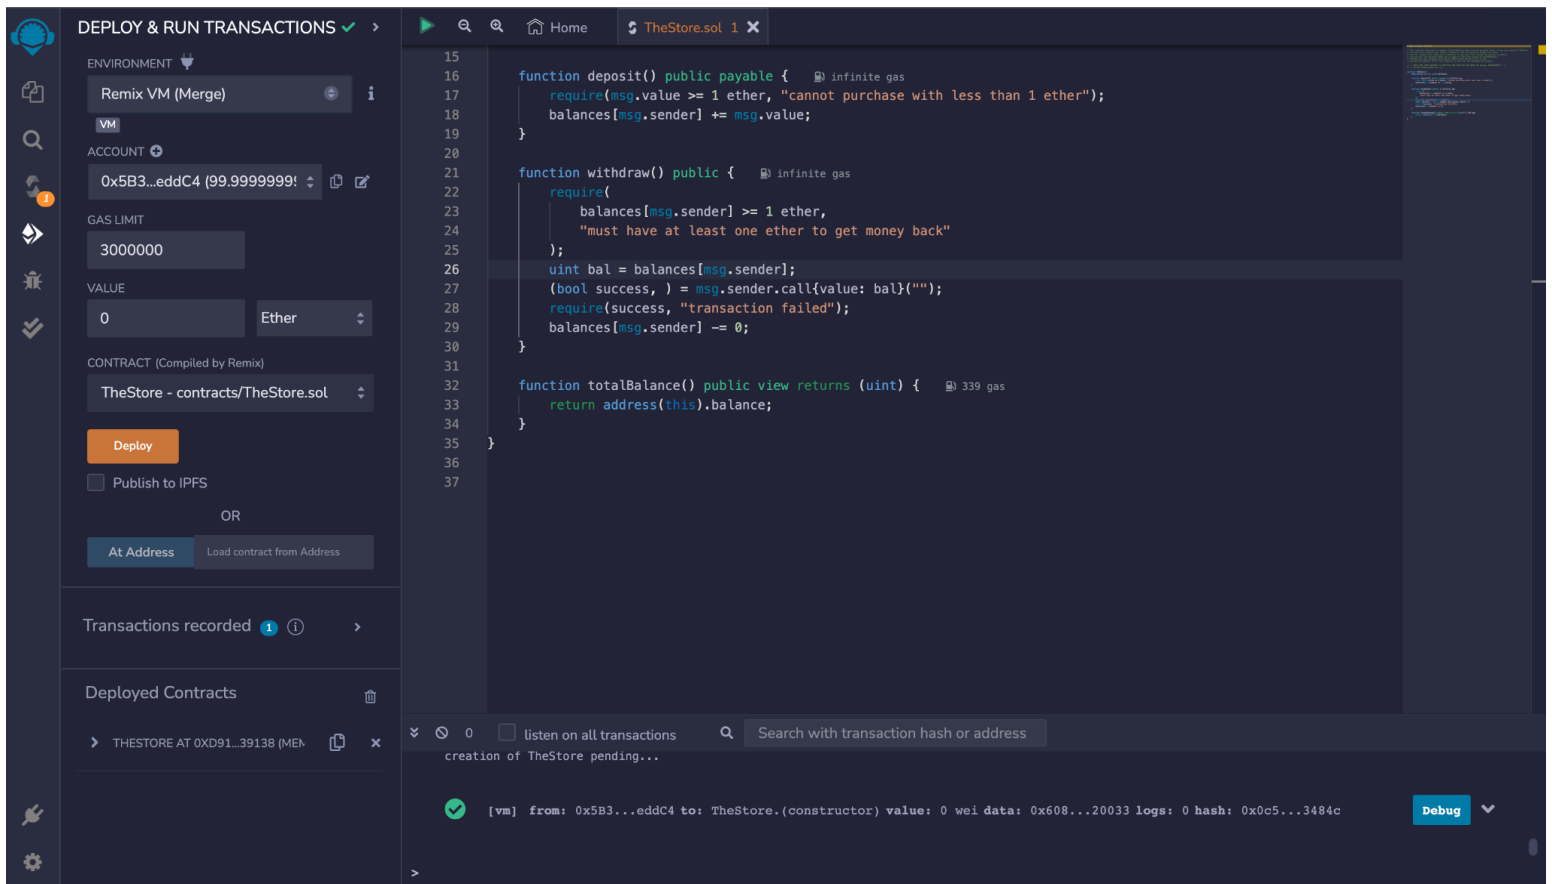 DEPLOY & RUN TRANSACTIONS
ENVIRONMENT
Remix VM (Merge)
VM
ACCOUNT
0x5B3...eddC4 (99.9999999
GAS LIMIT
3000000
VALUE
0
Ether
CONTRACT (Compiled by Remix)
TheStore - contracts/TheStore.sol
Deploy
Publish to IPFS
OR
At Address
Load contract from Address
Transactions recorded 1
Deployed Contracts
THESTORE AT 0XD91...39138 (MEM
1
Home
TheStore.sol 1
15
16 function deposit() public payable { infinite gas
17 require(msg.value >= 1 ether, "cannot purchase with less than 1 ether");
18 balances[msg.sender] += msg.value;
19 }
20
21 function withdraw() public { infinite gas
22 require(
23 balances[msg.sender] >= 1 ether,
24 "must have at least one ether to get money back"
25 );
26 uint bal = balances[msg.sender];
27 (bool success, ) = msg.sender.call{value: bal}("");
28 require(success, "transaction failed");
29 balances[msg.sender] -= 0;
30 }
31
32 function totalBalance() public view returns (uint) { 339 gas
33 return address(this).balance;
34 }
35 }
36
37
0
listen on all transactions
Search with transaction hash or address
creation of TheStore pending...
[vm] from: 0x5B3...eddC4 to: TheStore.(constructor) value: 0 wei data: 0x608...20033 logs: 0 hash: 0x0c5...3484c
Debug
>